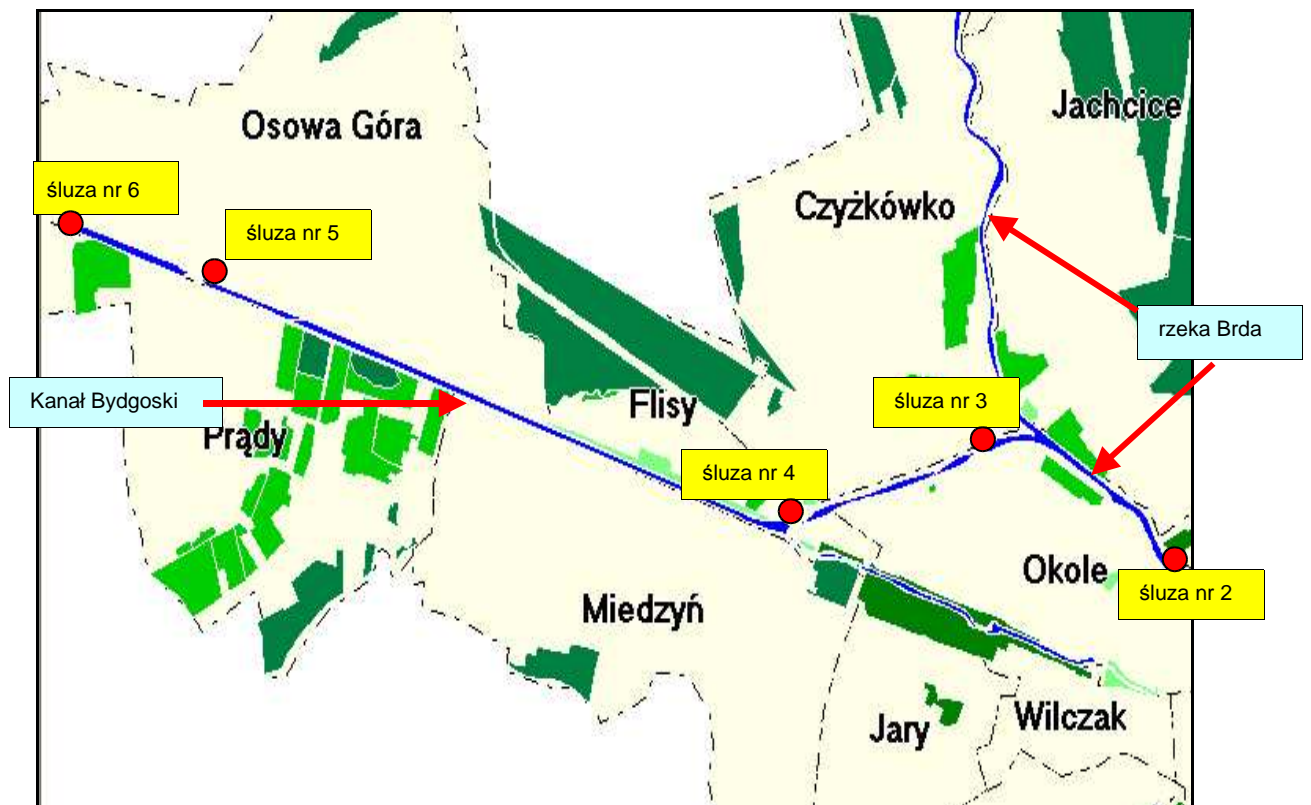 Osowa Góra
Jachcice
śluza nr 6
śluza nr 5
Czyżkówko
rzeka Brda
Kanał Bydgoski
Flisy
śluza nr 3
Prądy
śluza nr 4
Okole
śluza nr 2
Miedzyń
Jary
Wilczak